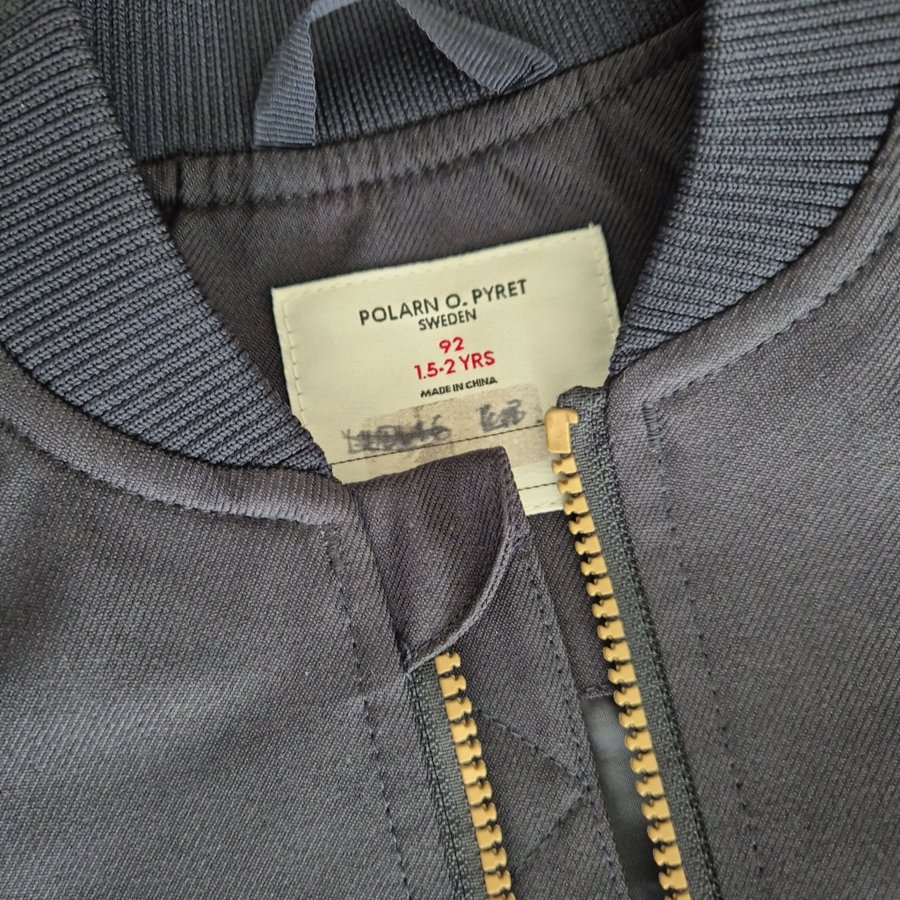 POLARN O. PYRET
SWEDEN
92
1.5-2 YRS
MADE IN CHINA